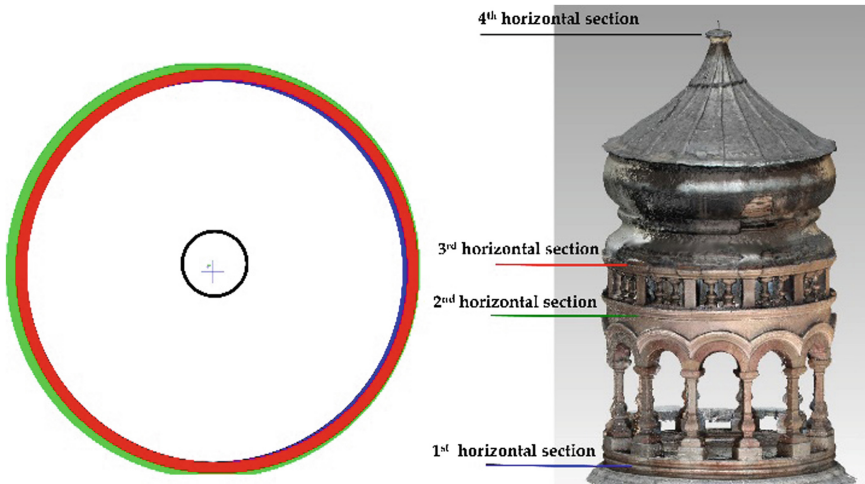 4th horizontal section
3rd horizontal section
2nd horizontal section
1st horizontal section